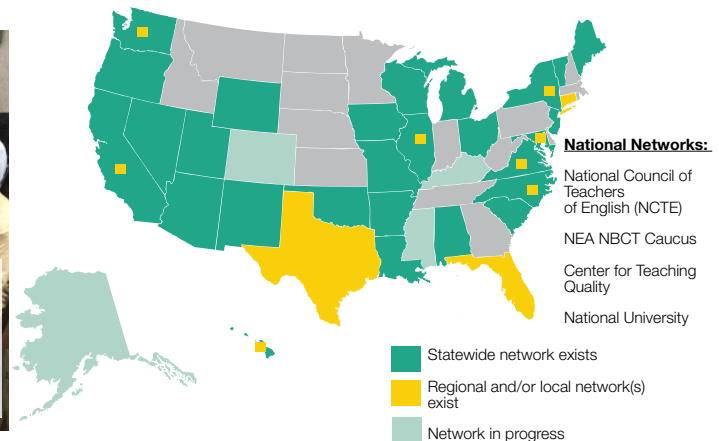 National Networks:
National Council of
Teachers
of English (NCTE)
NEA NBCT Caucus
Center for Teaching
Quality
National University
Statewide network exists
Regional and/or local network(s)
exist
Network in progress